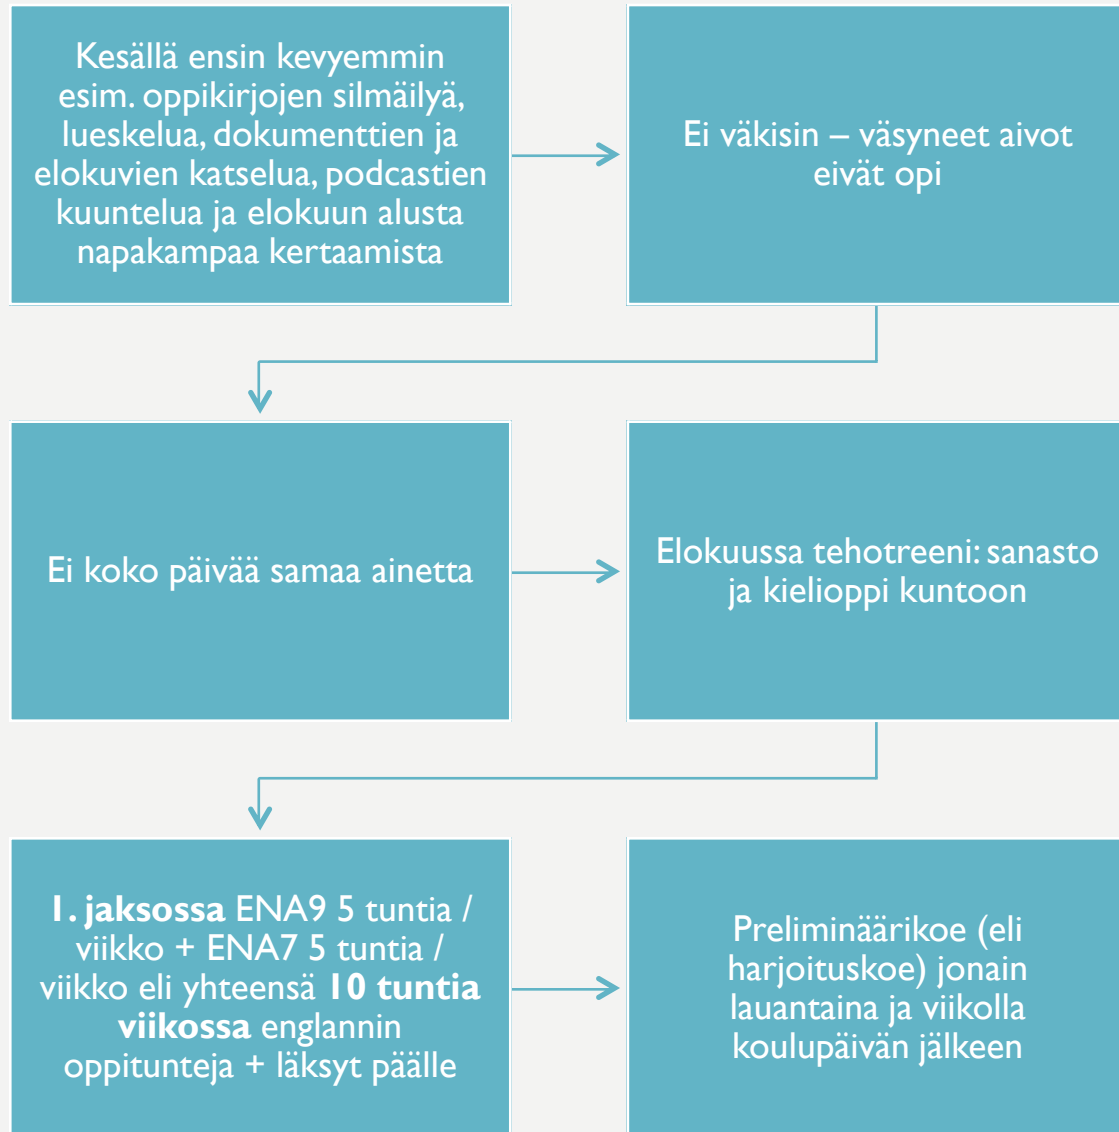 Kesällä ensin kevyemmin
esim. oppikirjojen silmäilyä,
lueskelua, dokumenttien ja
elokuvien katselua, podcastien
kuuntelua ja elokuun alusta
napakampaa kertaamista
Ei väkisin – väsyneet aivot
eivät opi
Ei koko päivää samaa ainetta
Elokuussa tehotreeni: sanasto
ja kielioppi kuntoon
1. jaksossa ENA9 5 tuntia /
viikko + ENA7 5 tuntia /
viikko eli yhteensä 10 tuntia
viikossa englannin
oppitunteja + läksyt päälle
Preliminäärikoe (eli
harjoituskoe) jonain
lauantaina ja viikolla
koulupäivän jälkeen